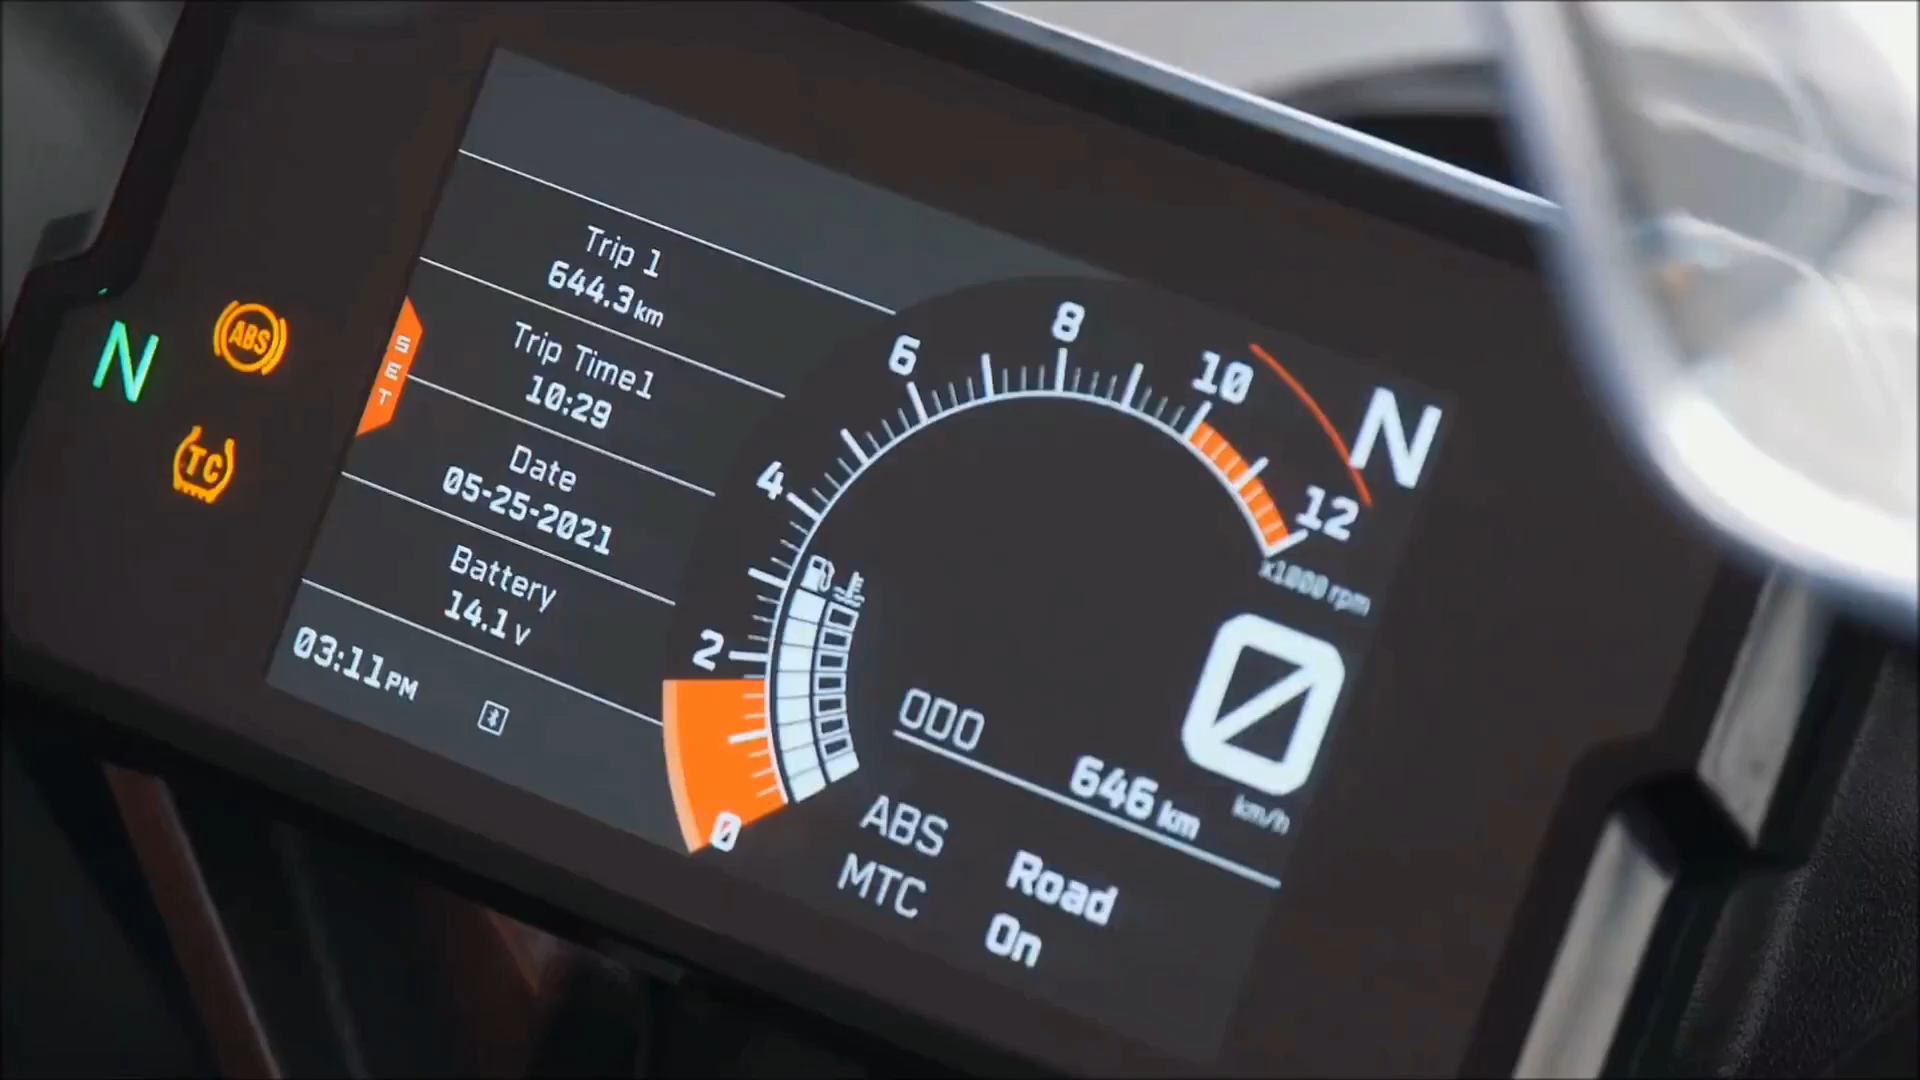 N
ABS
TC
SET
Trip 1
644.3 km
Trip Time1
10:29
Date
05-25-2021
Battery
14.1 V
03:11 PM
0
2
4
6
8
10
12
x1000 rpm
N
0
km/h
ODO
646 km
ABS Road
MTC On